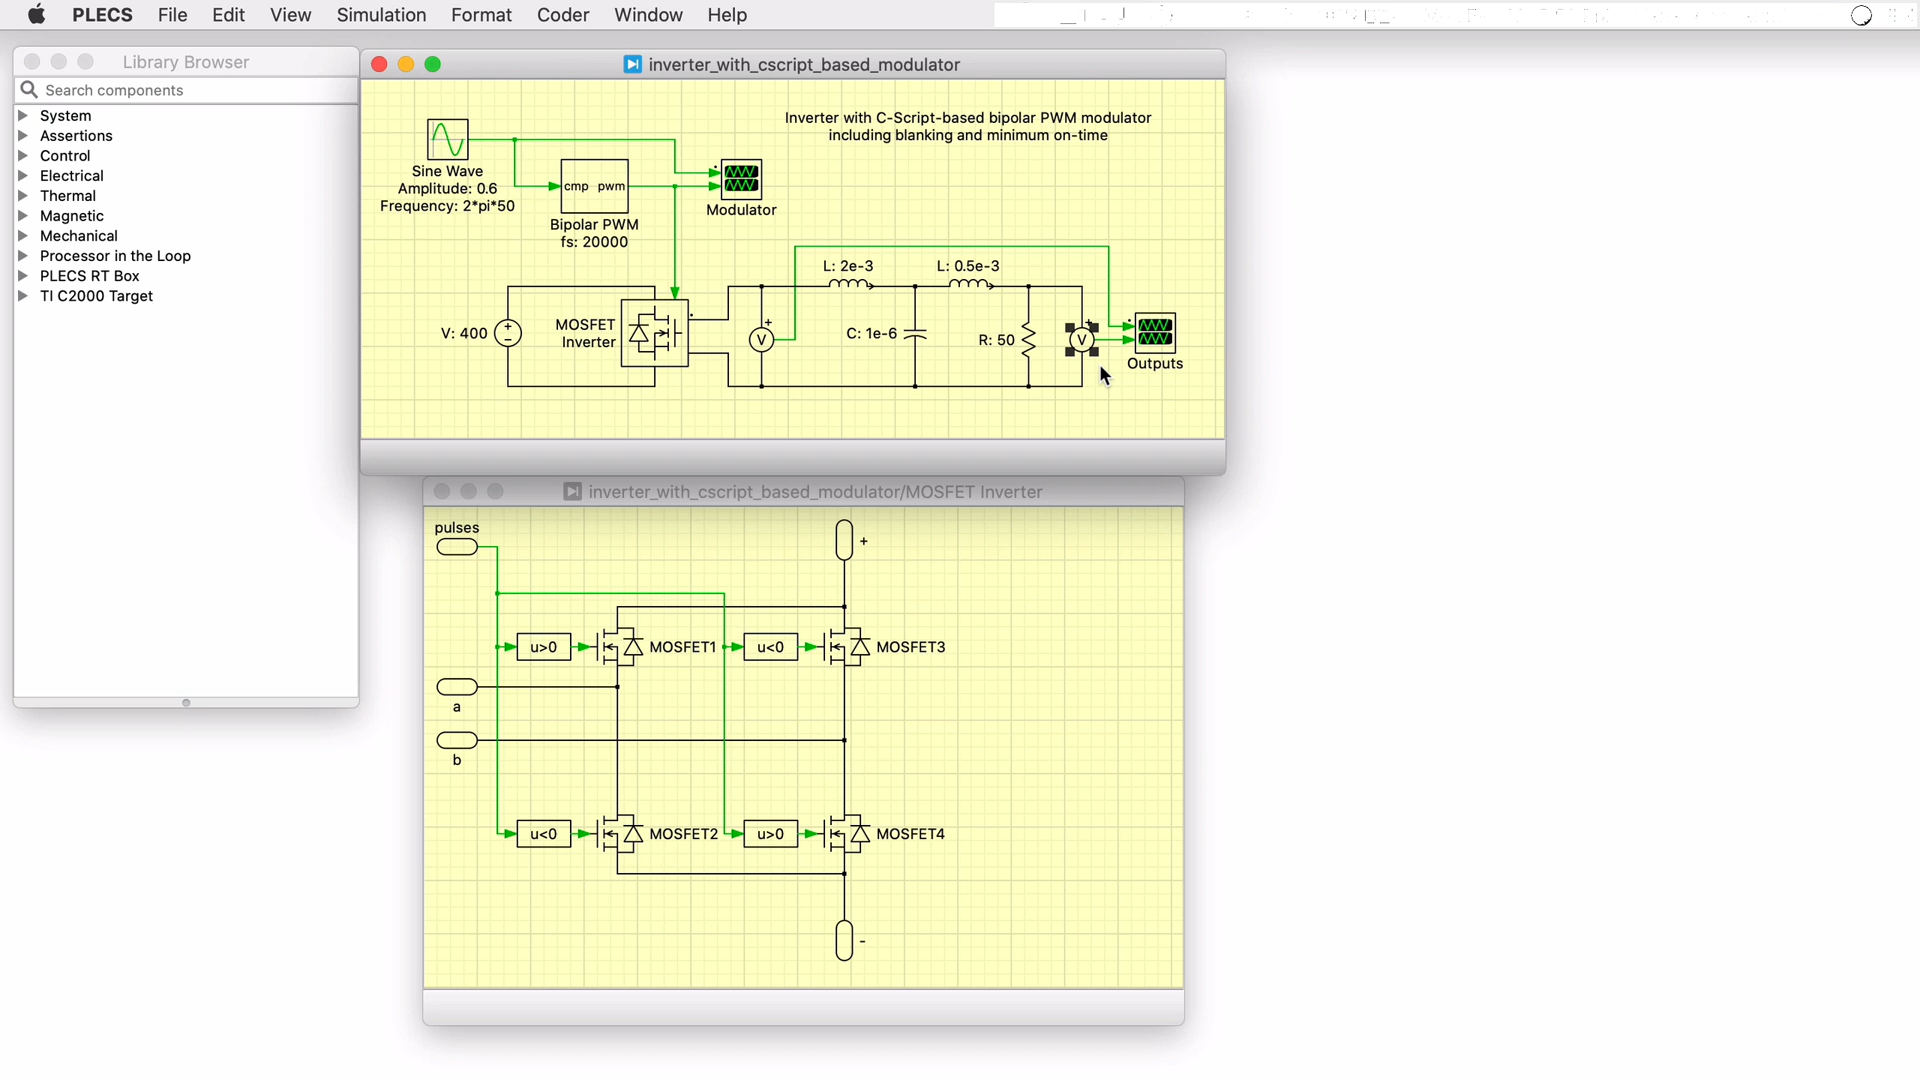 PLECS File Edit View Simulation Format Coder Window Help
Library Browser
Search components
System
Assertions
Control
Electrical
Thermal
Magnetic
Mechanical
Processor in the Loop
PLECS RT Box
TI C2000 Target
inverter_with_cscript_based_modulator
Inverter with C-Script-based bipolar PWM modulator
including blanking and minimum on-time
Sine Wave
Amplitude: 0.6
Frequency: 2*pi*50
cmp pwm
Bipolar PWM
fs: 20000
Modulator
L: 2e-3
L: 0.5e-3
V: 400
+
−
MOSFET
Inverter
+
V
C: 1e-6
R: 50
+
V
Outputs
inverter_with_cscript_based_modulator/MOSFET Inverter
pulses
+
u>0
MOSFET1
u<0
MOSFET3
a
b
u<0
MOSFET2
u>0
MOSFET4
-